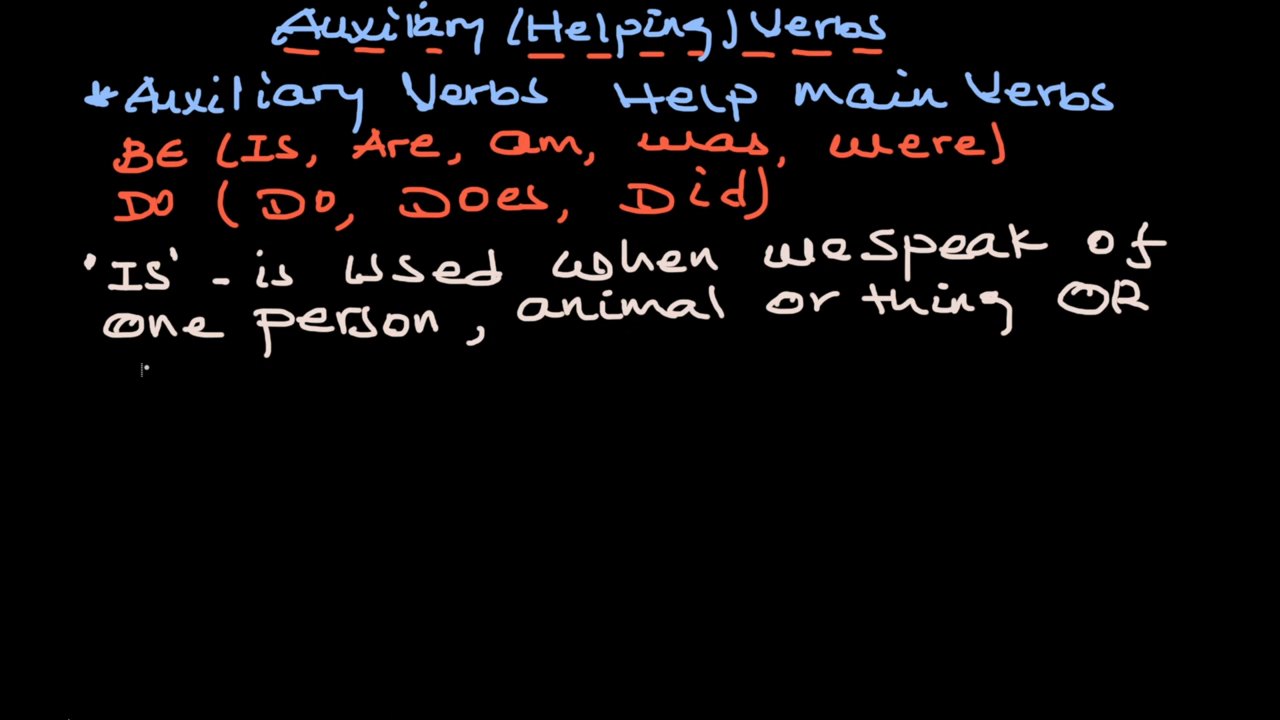 Auxiliary (Helping) Verbs
*Auxiliary Verbs Help main Verbs
BE (Is, Are, am, was, were)
DO (Do, Does, Did)
'IS' - is used when we speak of
one person, animal or thing OR